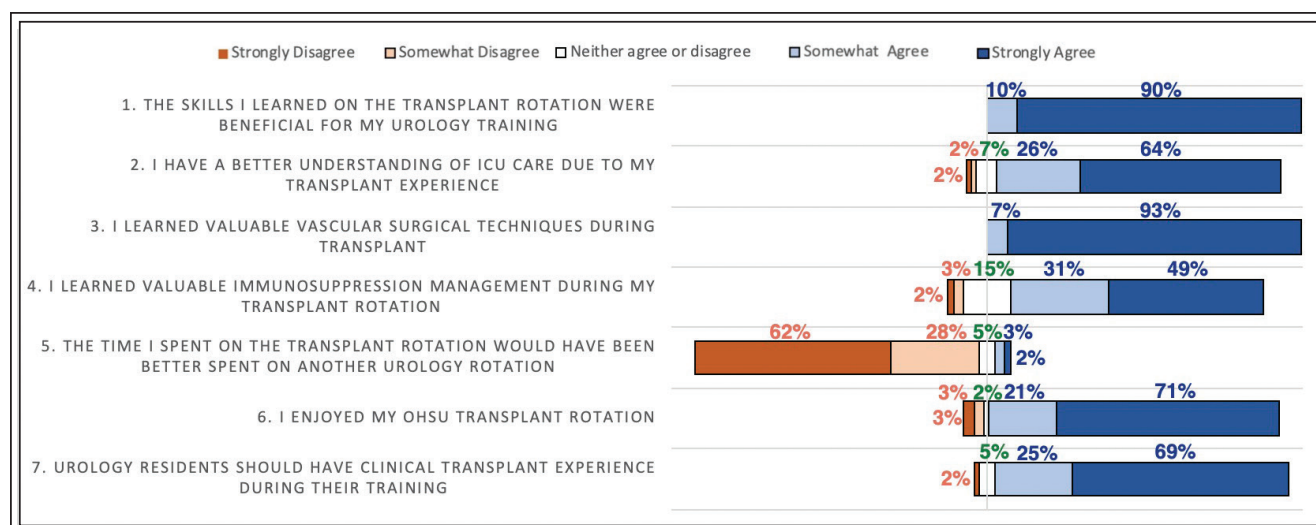 Strongly Disagree Somewhat Disagree Neither agree or disagree Somewhat Agree Strongly Agree
10% 90%
1. THE SKILLS I LEARNED ON THE TRANSPLANT ROTATION WERE
BENEFICIAL FOR MY UROLOGY TRAINING
2% 7% 26% 64%
2. I HAVE A BETTER UNDERSTANDING OF ICU CARE DUE TO MY
TRANSPLANT EXPERIENCE
2%
7% 93%
3. I LEARNED VALUABLE VASCULAR SURGICAL TECHNIQUES DURING
TRANSPLANT
3% 15% 31% 49%
4. I LEARNED VALUABLE IMMUNOSUPPRESSION MANAGEMENT DURING MY
TRANSPLANT ROTATION
2%
62% 28% 5% 3%
5. THE TIME I SPENT ON THE TRANSPLANT ROTATION WOULD HAVE BEEN
BETTER SPENT ON ANOTHER UROLOGY ROTATION
2%
3% 2% 21% 71%
6. I ENJOYED MY OHSU TRANSPLANT ROTATION
3%
5% 25% 69%
7. UROLOGY RESIDENTS SHOULD HAVE CLINICAL TRANSPLANT EXPERIENCE
DURING THEIR TRAINING
2%